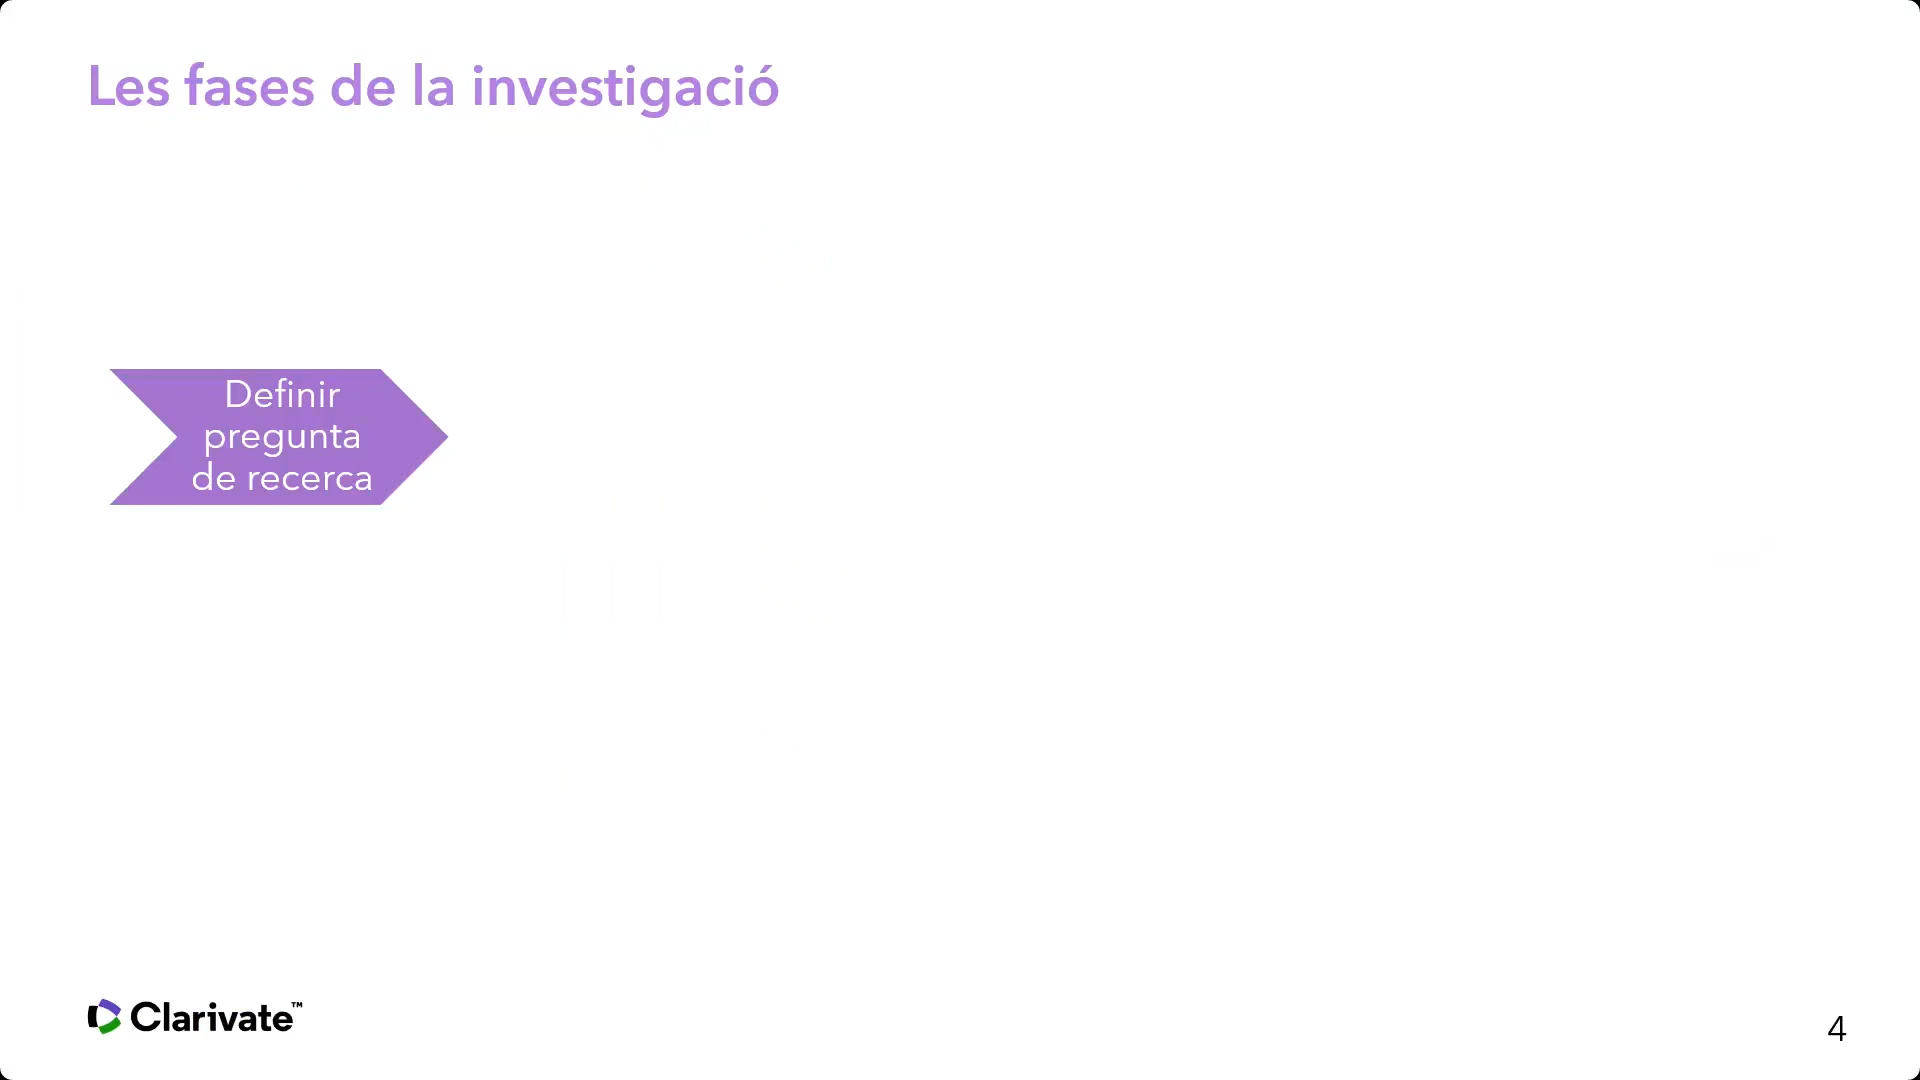 Les fases de la investigació
Definir
pregunta
de recerca
Clarivate™
4